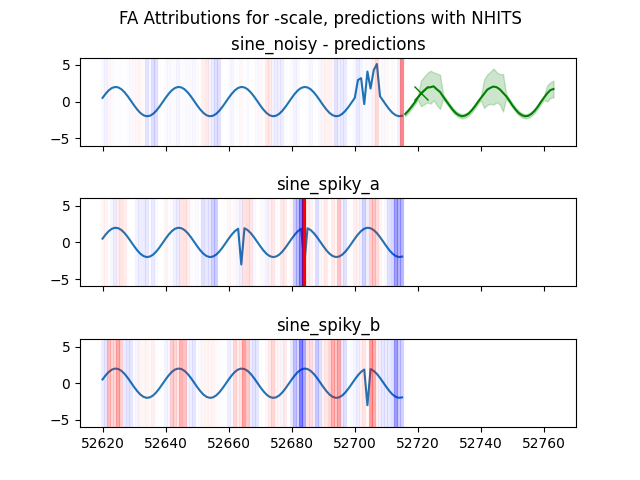 FA Attributions for -scale, predictions with NHITS
sine_noisy - predictions
5
0
−5
sine_spiky_a
5
0
−5
sine_spiky_b
5
0
−5
52620 52640 52660 52680 52700 52720 52740 52760